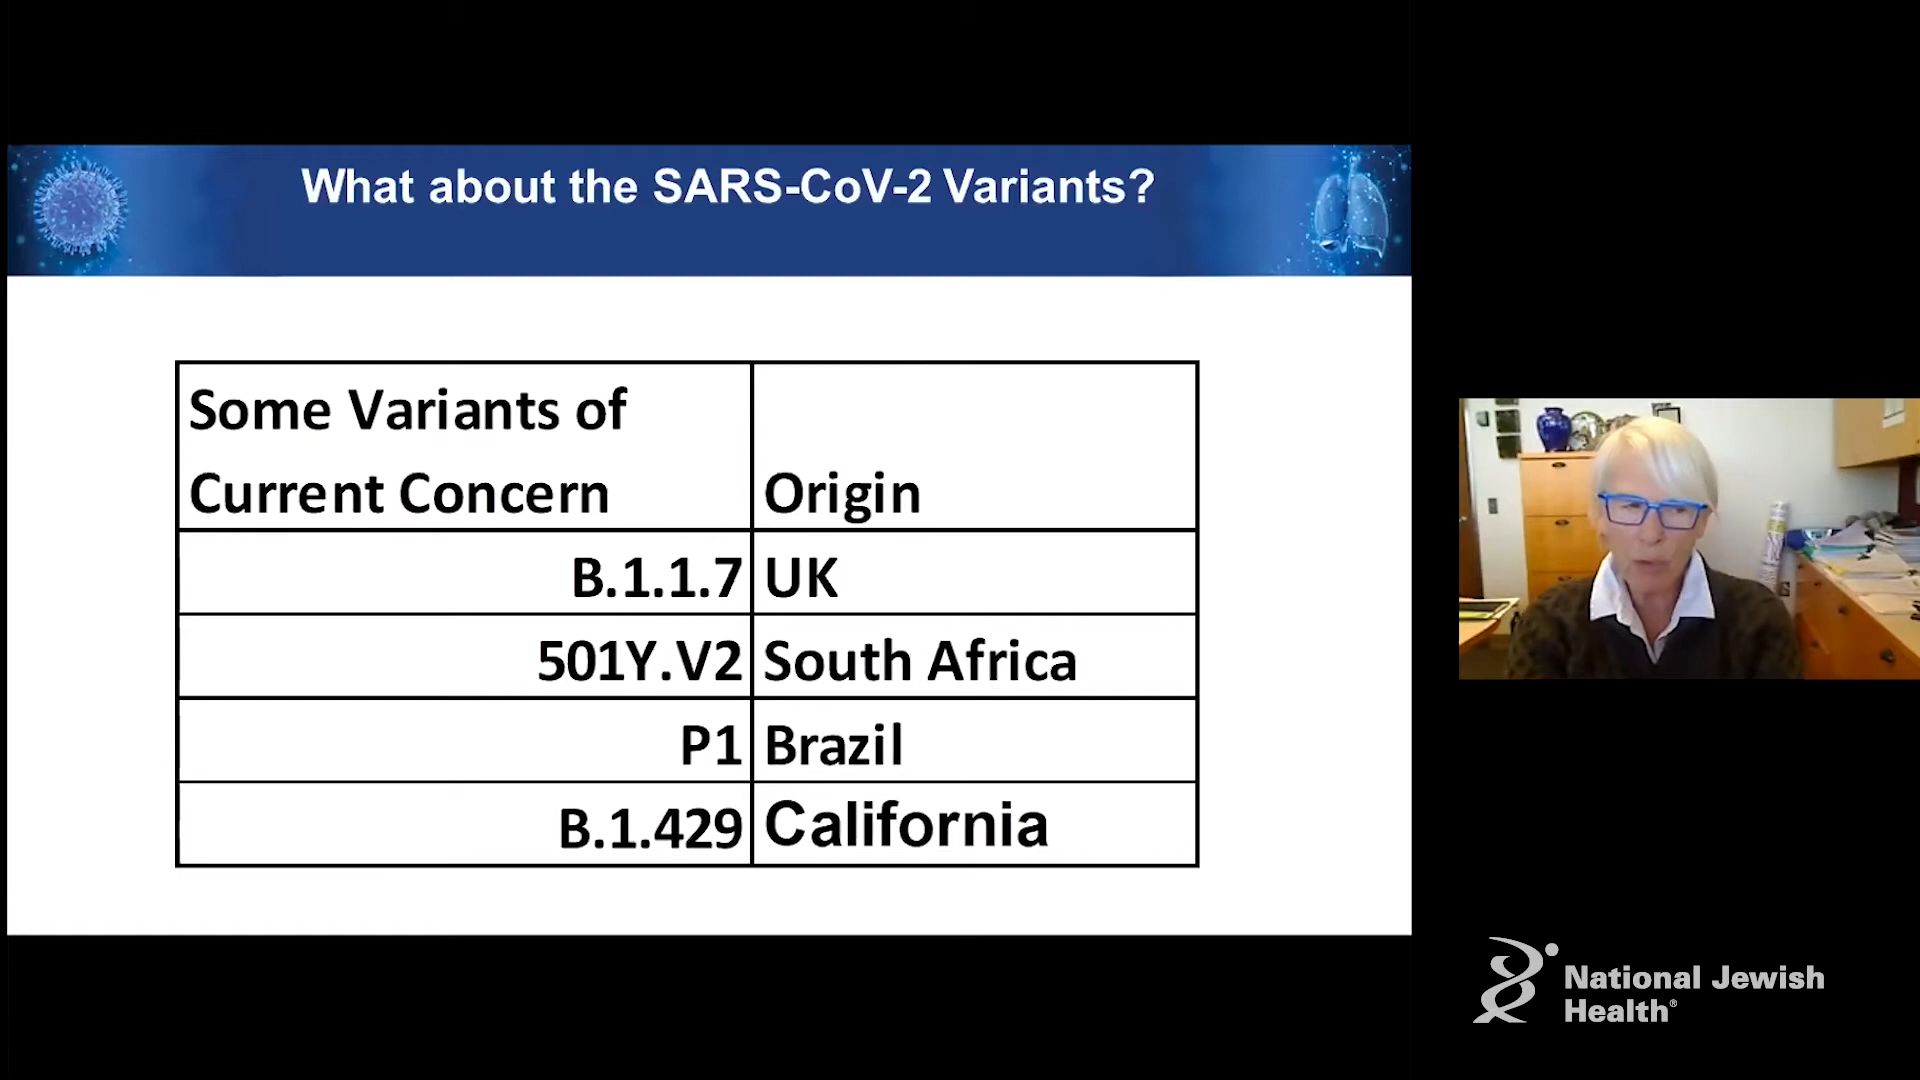 What about the SARS-CoV-2 Variants?
Some Variants of
Current Concern
Origin
B.1.1.7 UK
501Y.V2 South Africa
P1 Brazil
B.1.429 California
National Jewish
Health®